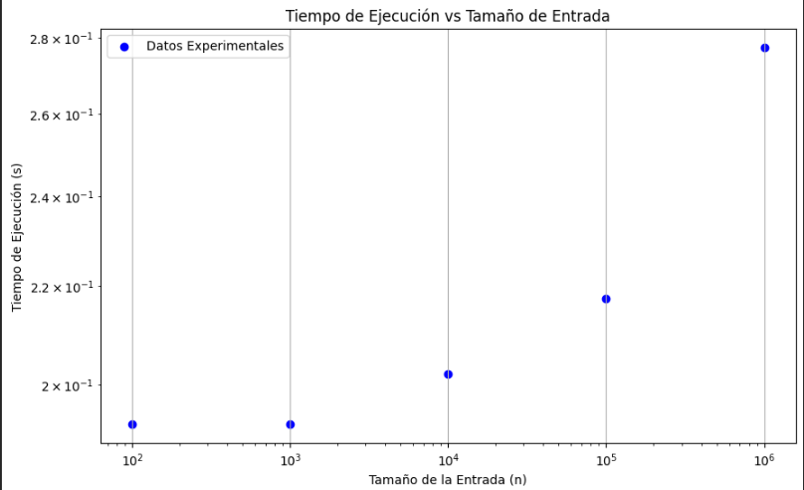 Tiempo de Ejecución vs Tamaño de Entrada
Datos Experimentales
Tiempo de Ejecución (s)
2.8 × 10⁻¹
2.6 × 10⁻¹
2.4 × 10⁻¹
2.2 × 10⁻¹
2 × 10⁻¹
10² 10³ 10⁴ 10⁵ 10⁶
Tamaño de la Entrada (n)